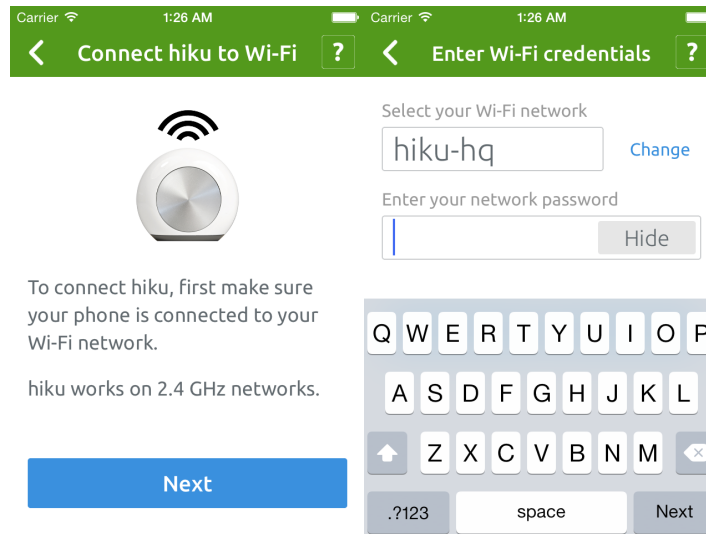 Carrier 1:26 AM
Connect hiku to Wi-Fi ?
To connect hiku, first make sure
your phone is connected to your
Wi-Fi network.
hiku works on 2.4 GHz networks.
Next
Carrier 1:26 AM
Enter Wi-Fi credentials ?
Select your Wi-Fi network
hiku-hq Change
Enter your network password
Hide
Q W E R T Y U I O P
A S D F G H J K L
Z X C V B N M
.?123 space Next